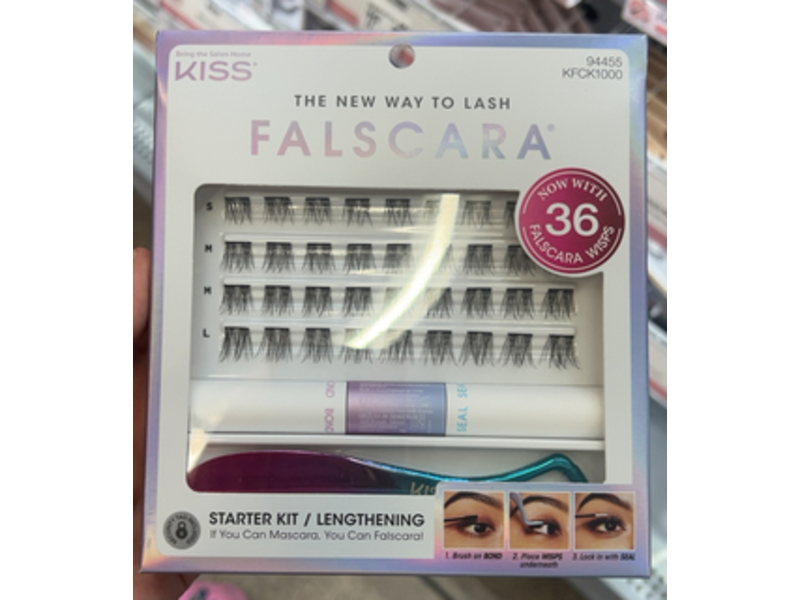 Bring the Salon Home
KISS
94455
KFCK1000
THE NEW WAY TO LASH
FALSCARA®
NOW WITH
36
FALSCARA WISPS
S
M
M
L
BOND
SEAL
KIS
STARTER KIT / LENGTHENING
If You Can Mascara, You Can Falscara!
1. Brush on BOND
2. Place WISPS
underneath
3. Lock in with SEAL